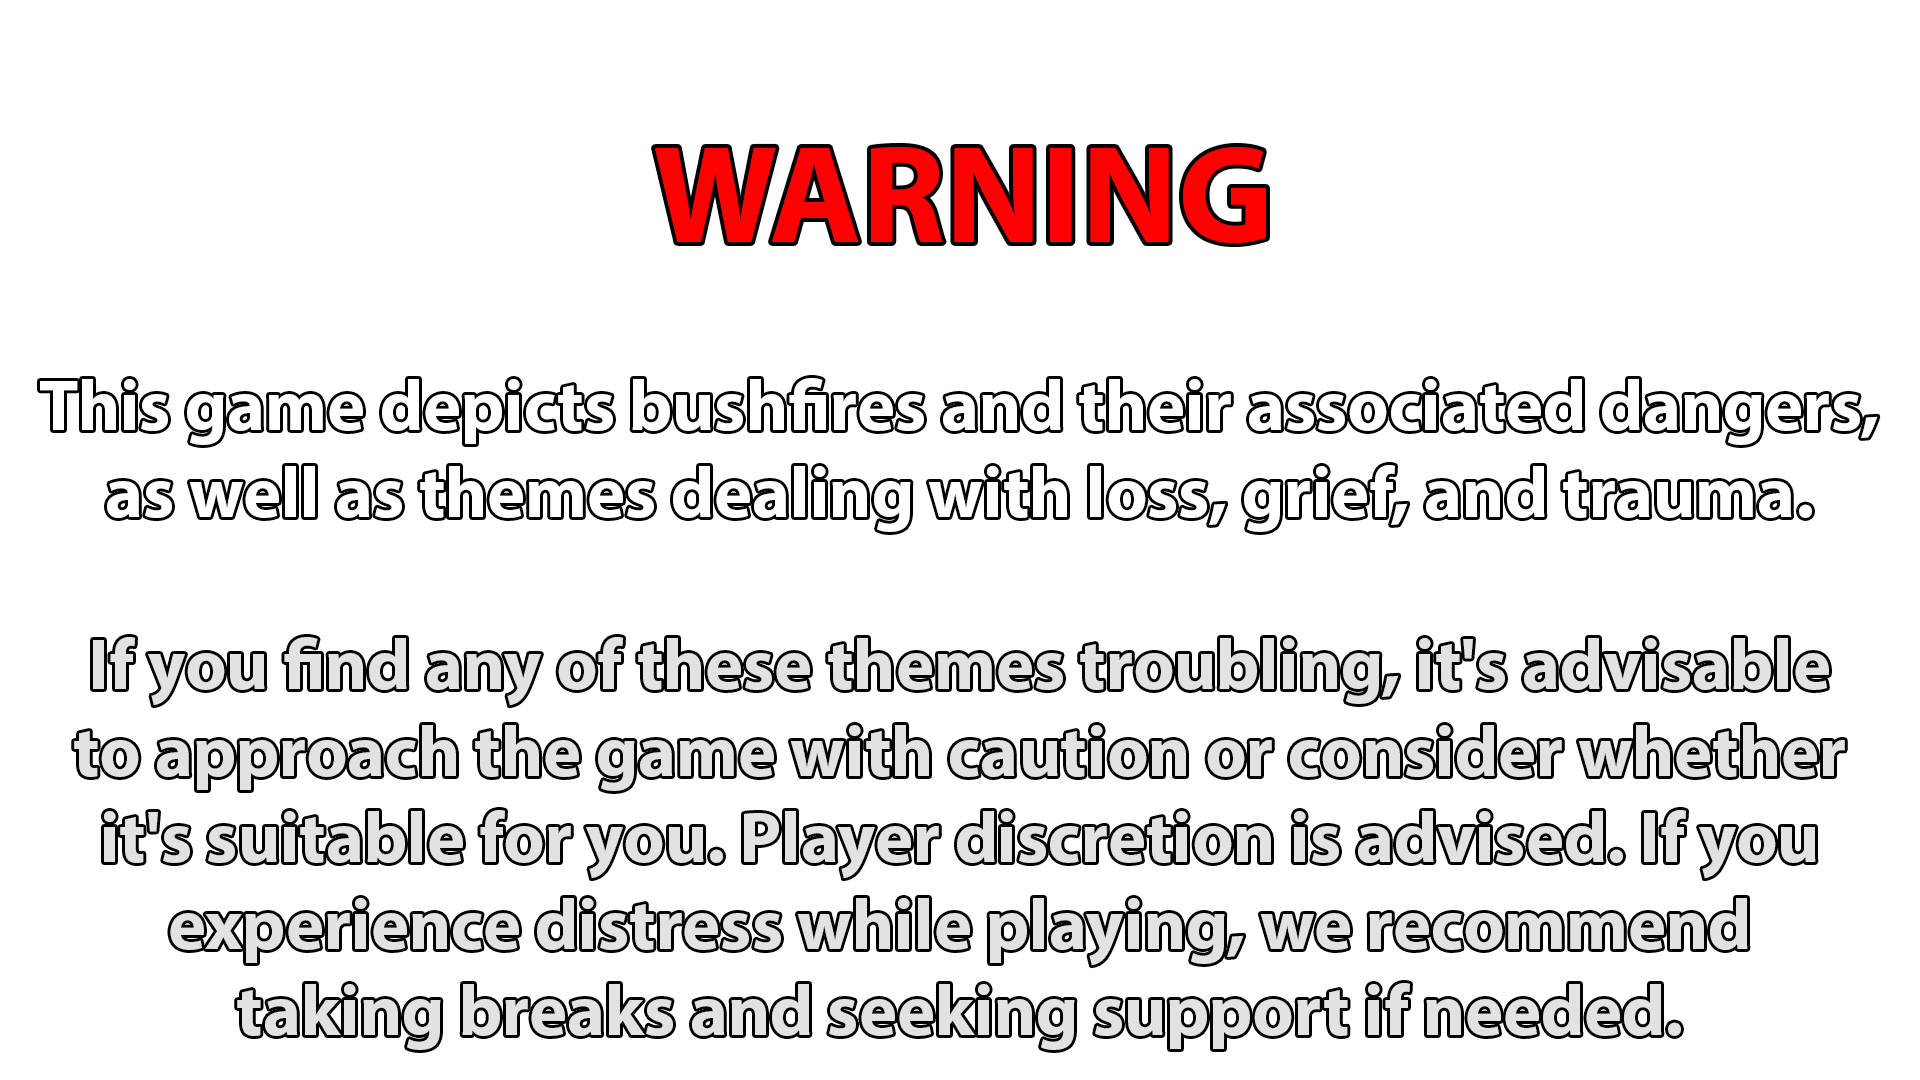 WARNING
This game depicts bushfires and their associated dangers,
as well as themes dealing with loss, grief, and trauma.
If you find any of these themes troubling, it's advisable
to approach the game with caution or consider whether
it's suitable for you. Player discretion is advised. If you
experience distress while playing, we recommend
taking breaks and seeking support if needed.